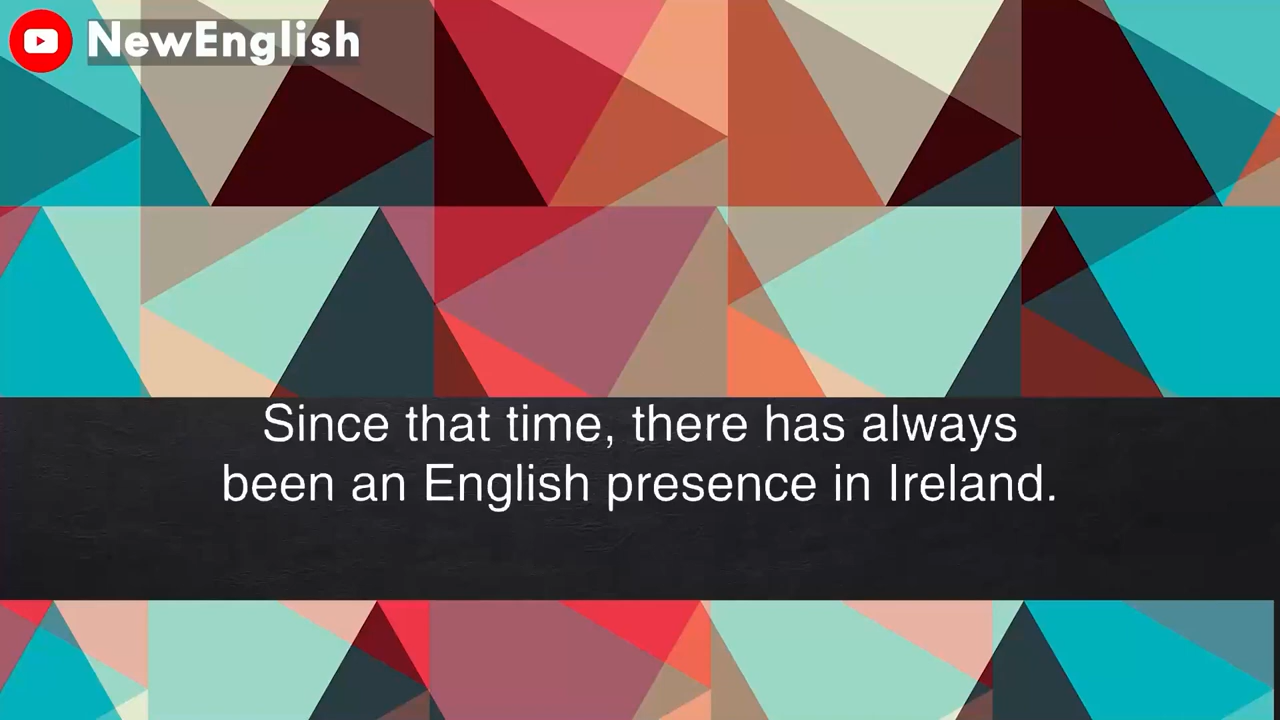 NewEnglish
Since that time, there has always
been an English presence in Ireland.